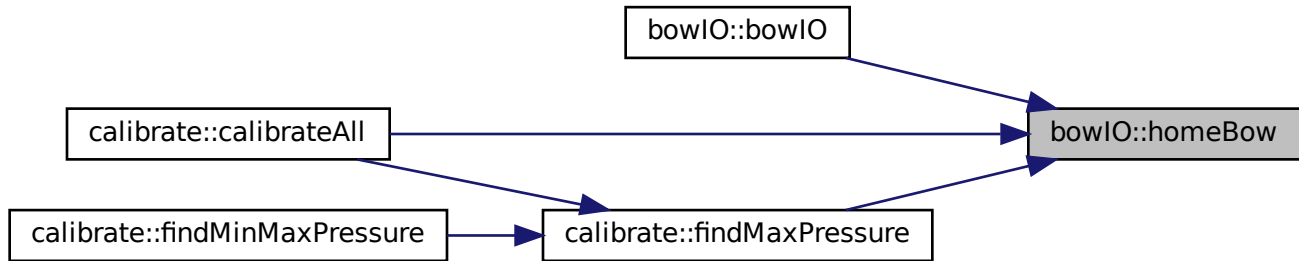 bowIO::bowIO
calibrate::calibrateAll
bowIO::homeBow
calibrate::findMinMaxPressure
calibrate::findMaxPressure